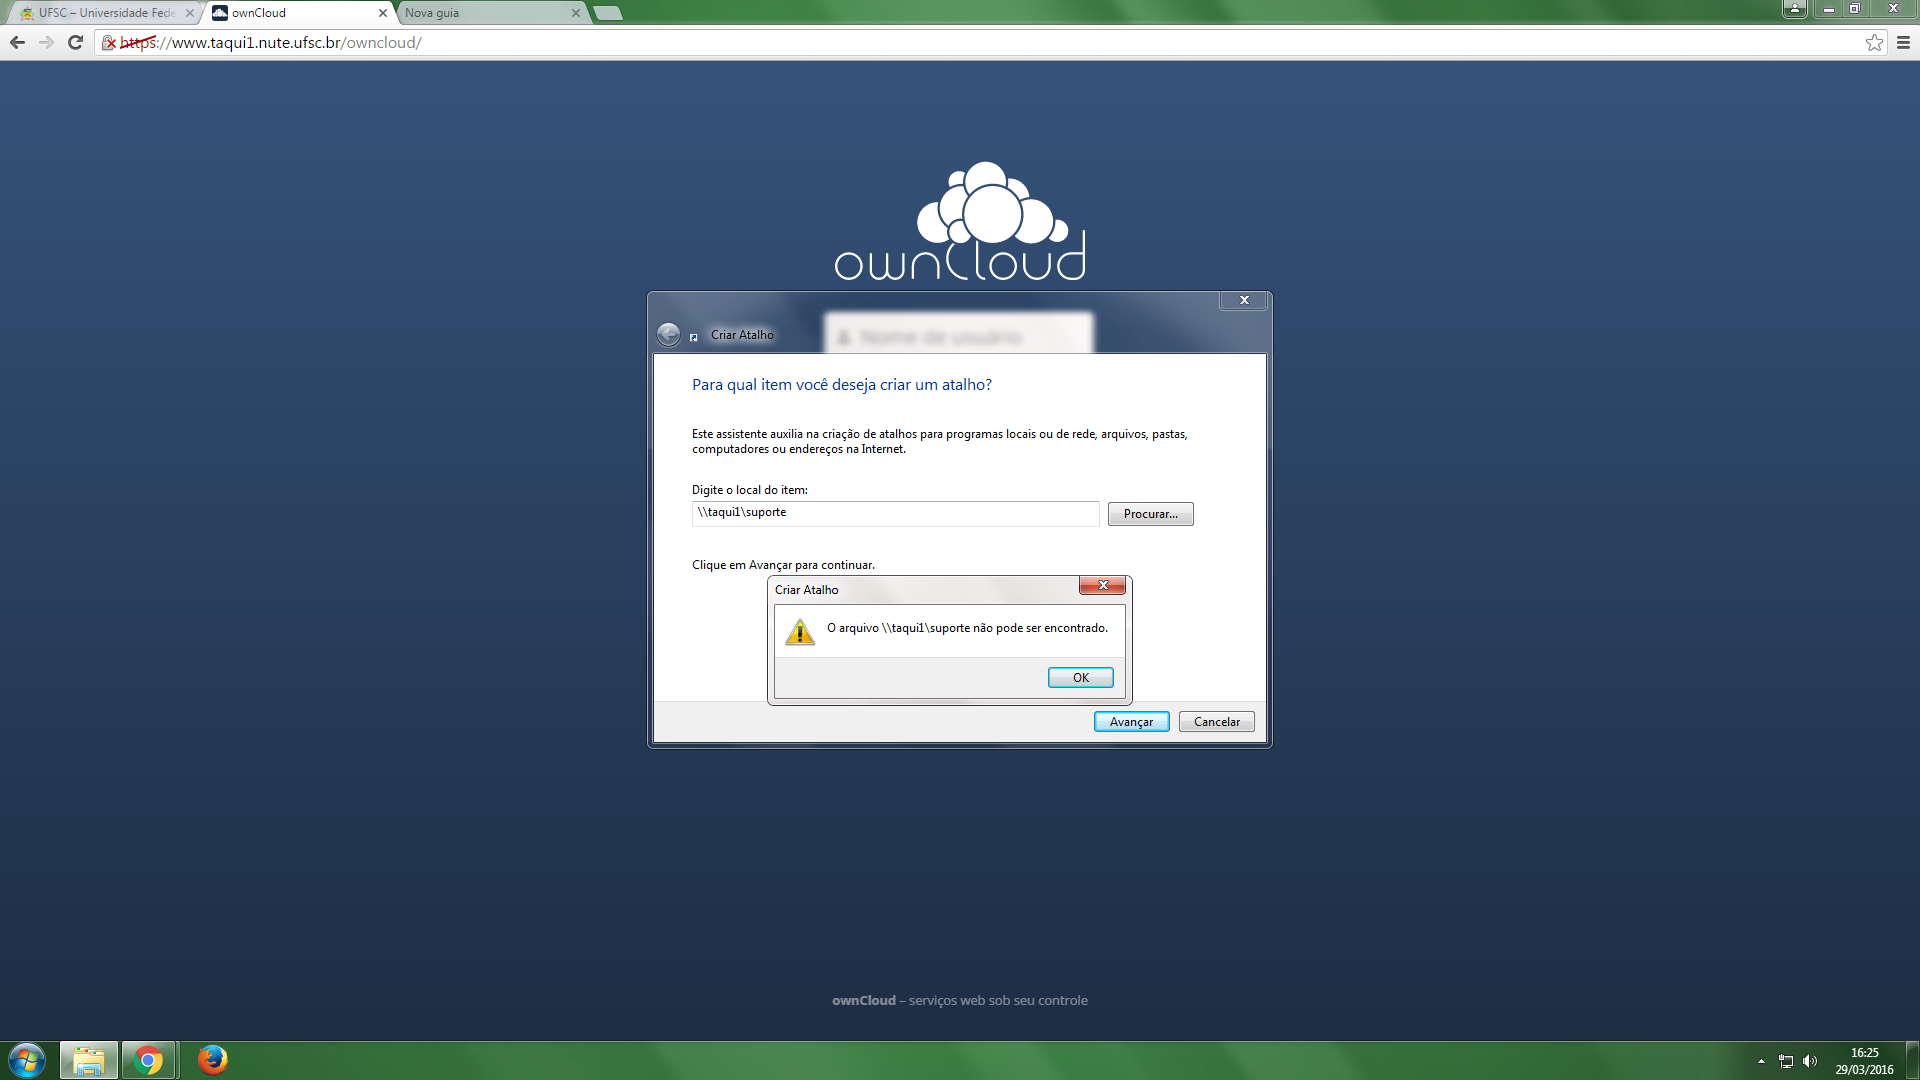 UFSC – Universidade Fede
ownCloud
Nova guia
https://www.taqui1.nute.ufsc.br/owncloud/
ownCloud
Criar Atalho
Nome de usuário
Para qual item você deseja criar um atalho?
Este assistente auxilia na criação de atalhos para programas locais ou de rede, arquivos, pastas,
computadores ou endereços na Internet.
Digite o local do item:
\\taqui1\suporte
Procurar...
Clique em Avançar para continuar.
Criar Atalho
O arquivo \\taqui1\suporte não pode ser encontrado.
OK
Avançar
Cancelar
ownCloud – serviços web sob seu controle
16:25
29/03/2016